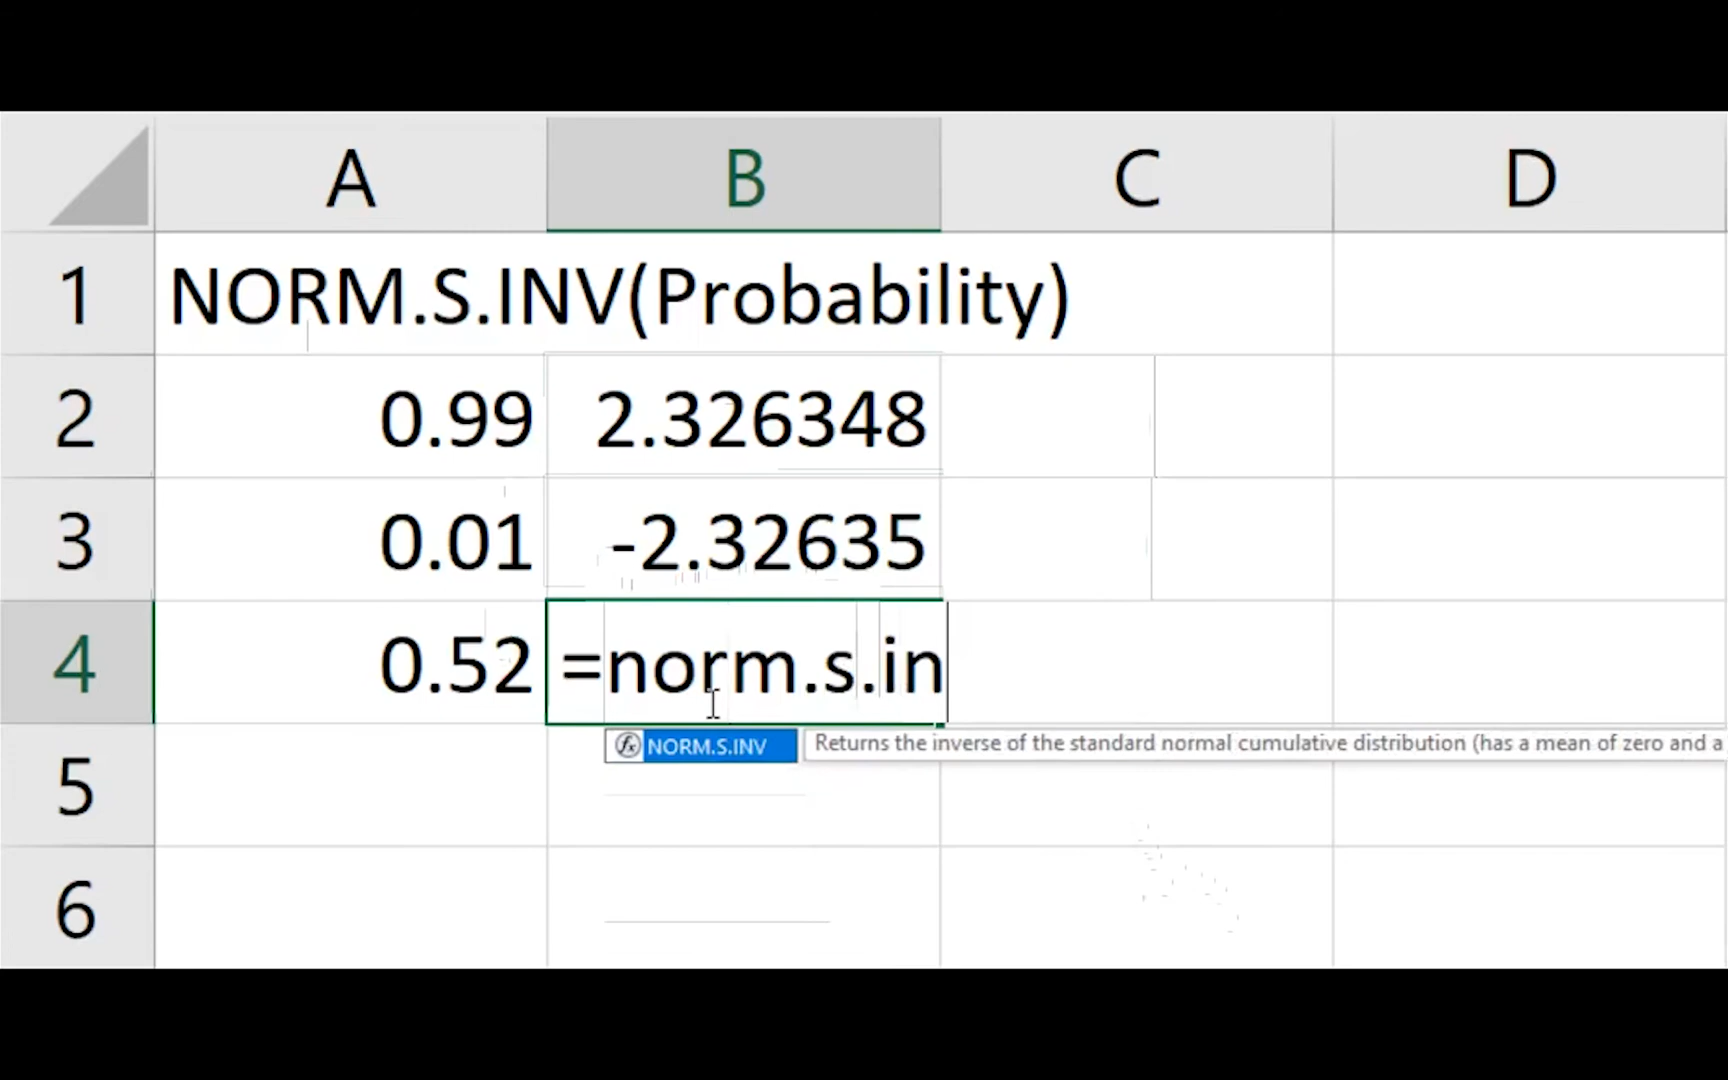 A B C D
1 NORM.S.INV(Probability)
2 0.99 2.326348
3 0.01 -2.32635
4 0.52 =norm.s.in
fx NORM.S.INV Returns the inverse of the standard normal cumulative distribution (has a mean of zero and a
5
6